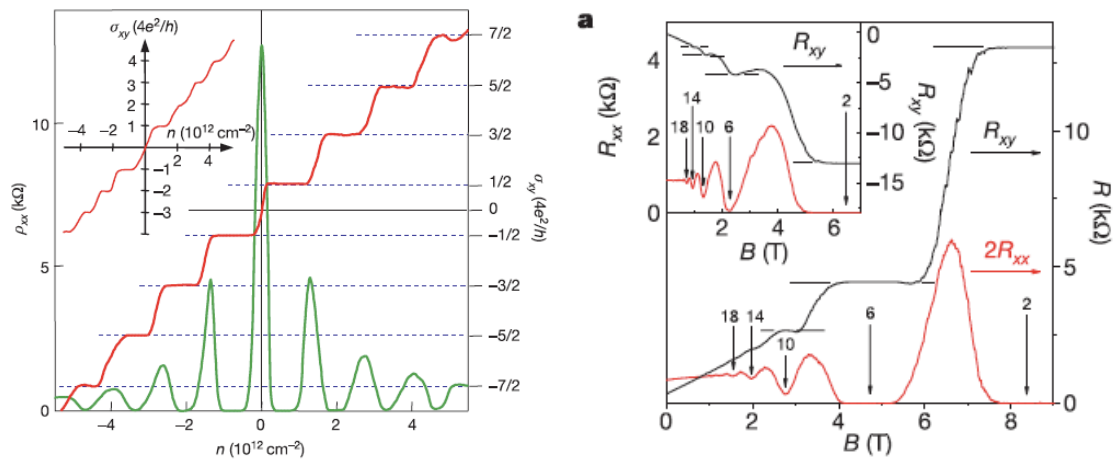 σxy (4e²/h)
4
3
2
1
−4 −2 n (10¹² cm⁻²)
2 4
−1
−2
−3
10
5
0
ρxx (kΩ)
7/2
5/2
3/2
1/2
0
−1/2
−3/2
−5/2
−7/2
σxy (4e²/h)
−4 −2 0 2 4
n (10¹² cm⁻²)
a
4
2
0
Rxx (kΩ)
Rxy
14
18 10 6 2
0
−5
−10
−15
Rxy (kΩ)
2 4 6
B (T)
Rxy
2Rxx
18 14 10 6 2
10
5
0
R (kΩ)
0 2 4 6 8
B (T)